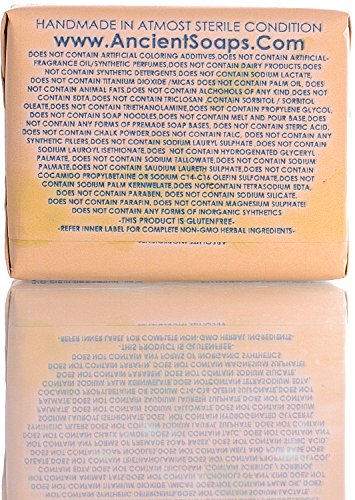 HANDMADE IN ATMOST STERILE CONDITION
www.AncientSoaps.Com
DOES NOT CONTAIN ARTIFICIAL COLORING ADDITIVES,DOES NOT CONTAIN ARTIFICIAL-
FRAGRANCE OIL/SYNTHETIC PERFUMES,DOES NOT CONTAIN DAIRY PRODUCTS,DOES
NOT CONTAIN SYNTHETIC DETERGENTS,DOES NOT CONTAIN SODIUM LACTATE,
DOES NOT CONTAIN TITANIUM DIOXIDE /MICAS DOES NOT CONTAIN PALM OIL, DOES
NOT CONTAIN ANIMAL FATS,DOES NOT CONTAIN ALCHOHOLS OF ANY KIND DOES NOT
CONTAIN EDTA,DOES NOT CONTAIN TRICLOSAN ,CONTAIN SORBITOL / SORBITOL
OLEATE,DOES NOT CONTAIN TRIETHANOLAMINE,DOES NOT CONTAIN PROPYLENE GLYCOL,
DOES NOT CONTAIN SOAP NOODLES,DOES NOT CONTAIN MELT AND POUR BASE,DOES
NOT CONTAIN ANY FORMS OF PREMADE SOAP BASES, DOES NOT CONTAIN STERIC ACID,
DOES NOT CONTAIN CHALK POWDER,DOES NOT CONTAIN TALC, DOES NOT CONTAIN ANY
SYNTHETIC FILLERS,DOES NOT CONTAIN SODIUM LAURYL SULPHATE, DOES NOT CONTAIN
SODIUM LAUROYL ISETHIONATE, DOES NOT CONTAIN HYDROGENATED GLYCERYL
PALMATE, DOES NOT CONTAIN SODIUM TALLOWATE,DOES NOT CONTAIN SODIUM
PALMATE,DOES NOT CONTAIN SAUDIUM LAURETH SULPHATE,DOES NOT CONTAIN
COCAMIDO PROPYLBETAINE OR SODIUM C14-C16 OLEFIN SULFONATE,DOES NOT
CONTAIN SODIUM PALM KERNWELATE,DOES NOTCONTAIN TETRASODIUM EDTA,
DOES NOT CONTAIN PARABEN, DOES NOT CONTAIN SODIUM SILICATE.
DOES NOT CONTAIN PARAFIN, DOES NOT CONTAIN MAGNESIUM SULPHATE!
DOES NOT CONTAIN ANY FORMS OF INORGANIC SYNTHETICS
-THIS PRODUCT IS GLUTENFREE-
-REFER INNER LABEL FOR COMPLETE NON-GMO HERBAL INGREDIENTS-